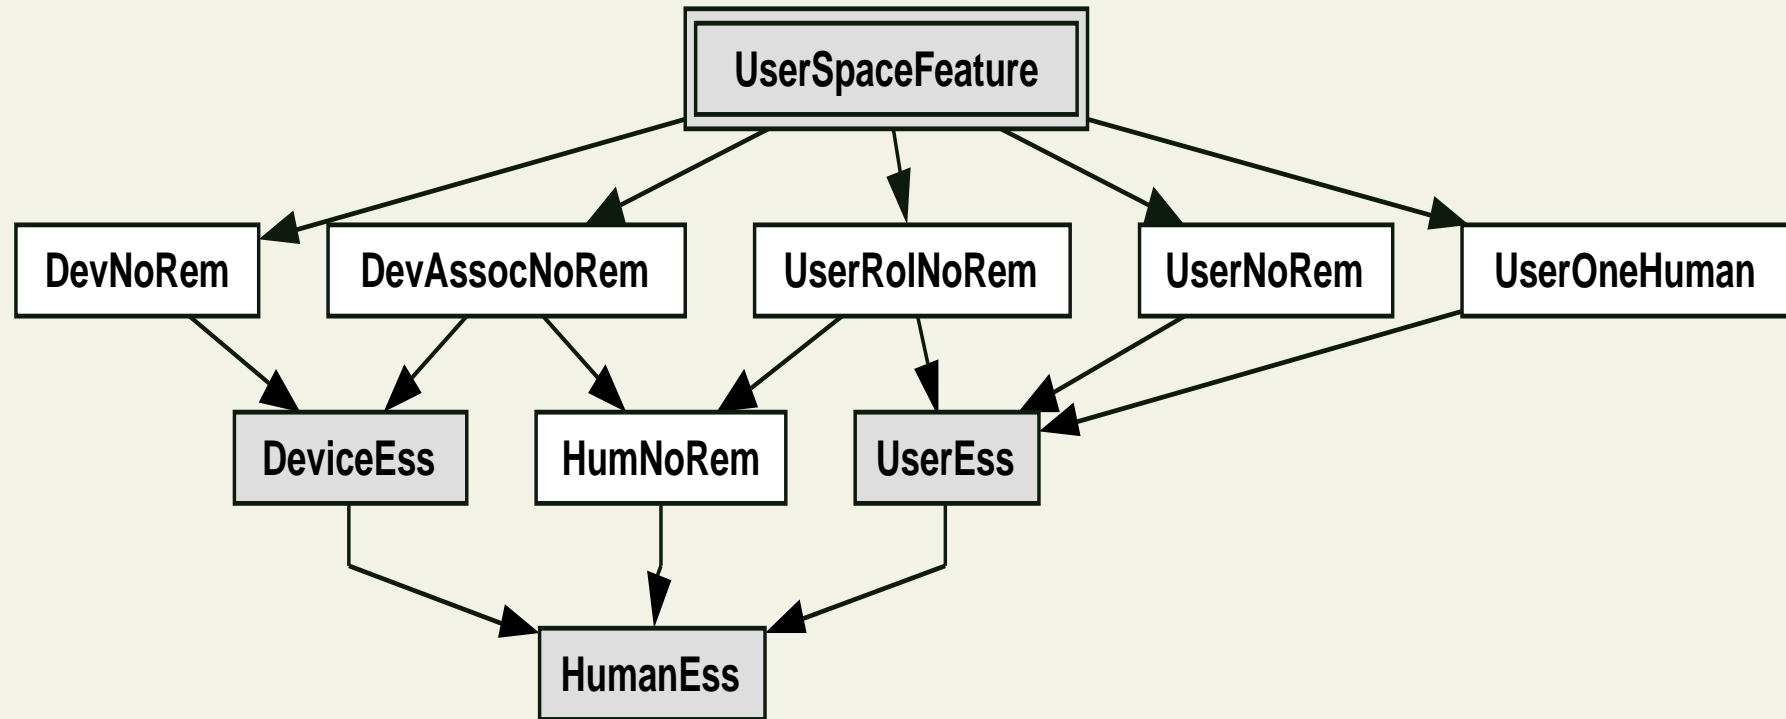 UserSpaceFeature
DevNoRem
DevAssocNoRem
UserRolNoRem
UserNoRem
UserOneHuman
DeviceEss
HumNoRem
UserEss
HumanEss